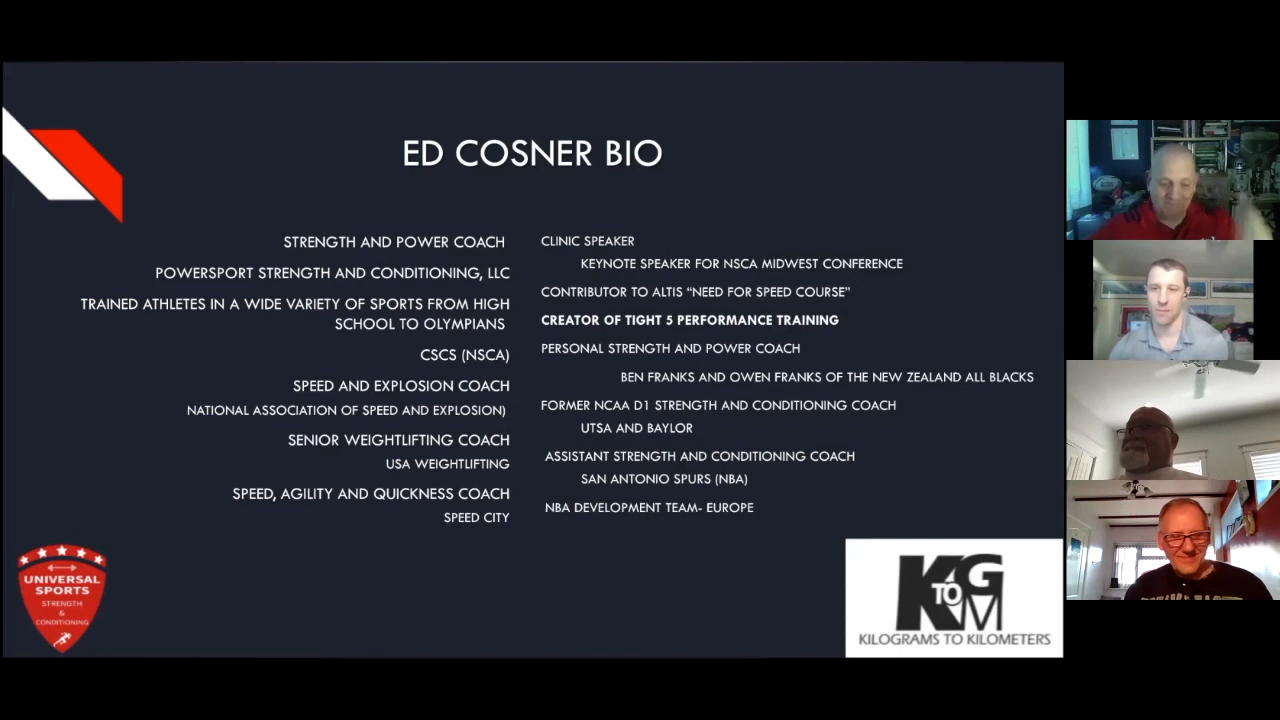 ED COSNER BIO
STRENGTH AND POWER COACH
POWERSPORT STRENGTH AND CONDITIONING, LLC
TRAINED ATHLETES IN A WIDE VARIETY OF SPORTS FROM HIGH
SCHOOL TO OLYMPIANS
CSCS (NSCA)
SPEED AND EXPLOSION COACH
NATIONAL ASSOCIATION OF SPEED AND EXPLOSION)
SENIOR WEIGHTLIFTING COACH
USA WEIGHTLIFTING
SPEED, AGILITY AND QUICKNESS COACH
SPEED CITY
CLINIC SPEAKER
KEYNOTE SPEAKER FOR NSCA MIDWEST CONFERENCE
CONTRIBUTOR TO ALTIS “NEED FOR SPEED COURSE”
CREATOR OF TIGHT 5 PERFORMANCE TRAINING
PERSONAL STRENGTH AND POWER COACH
BEN FRANKS AND OWEN FRANKS OF THE NEW ZEALAND ALL BLACKS
FORMER NCAA D1 STRENGTH AND CONDITIONING COACH
UTSA AND BAYLOR
ASSISTANT STRENGTH AND CONDITIONING COACH
SAN ANTONIO SPURS (NBA)
NBA DEVELOPMENT TEAM- EUROPE
UNIVERSAL
SPORTS
STRENGTH
&
CONDITIONING
KG
TO
M
KILOGRAMS TO KILOMETERS